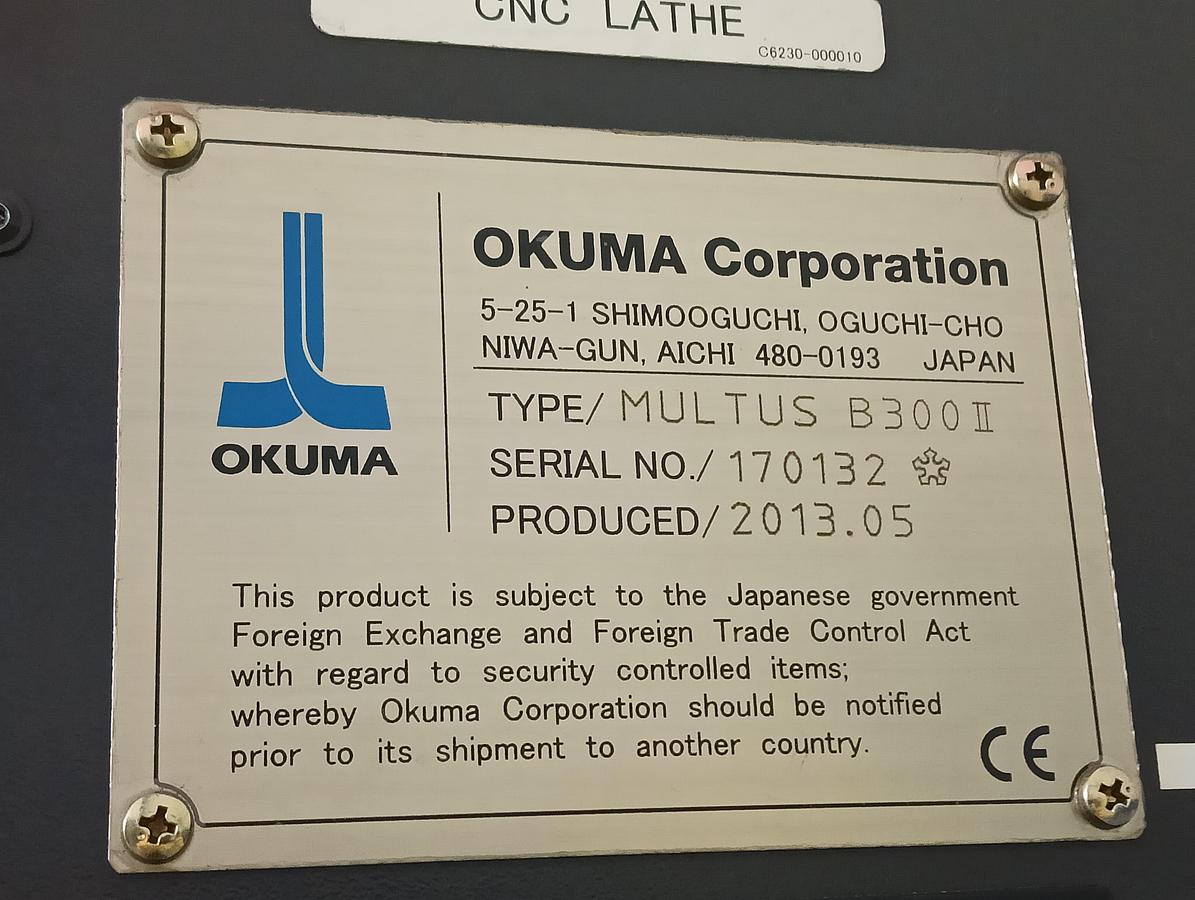 CNC LATHE
C6230-000010
OKUMA
OKUMA Corporation
5-25-1 SHIMOOGUCHI, OGUCHI-CHO
NIWA-GUN, AICHI 480-0193 JAPAN
TYPE/ MULTUS B300Ⅱ
SERIAL NO./ 170132
PRODUCED/ 2013.05
This product is subject to the Japanese government
Foreign Exchange and Foreign Trade Control Act
with regard to security controlled items;
whereby Okuma Corporation should be notified
prior to its shipment to another country.
CE